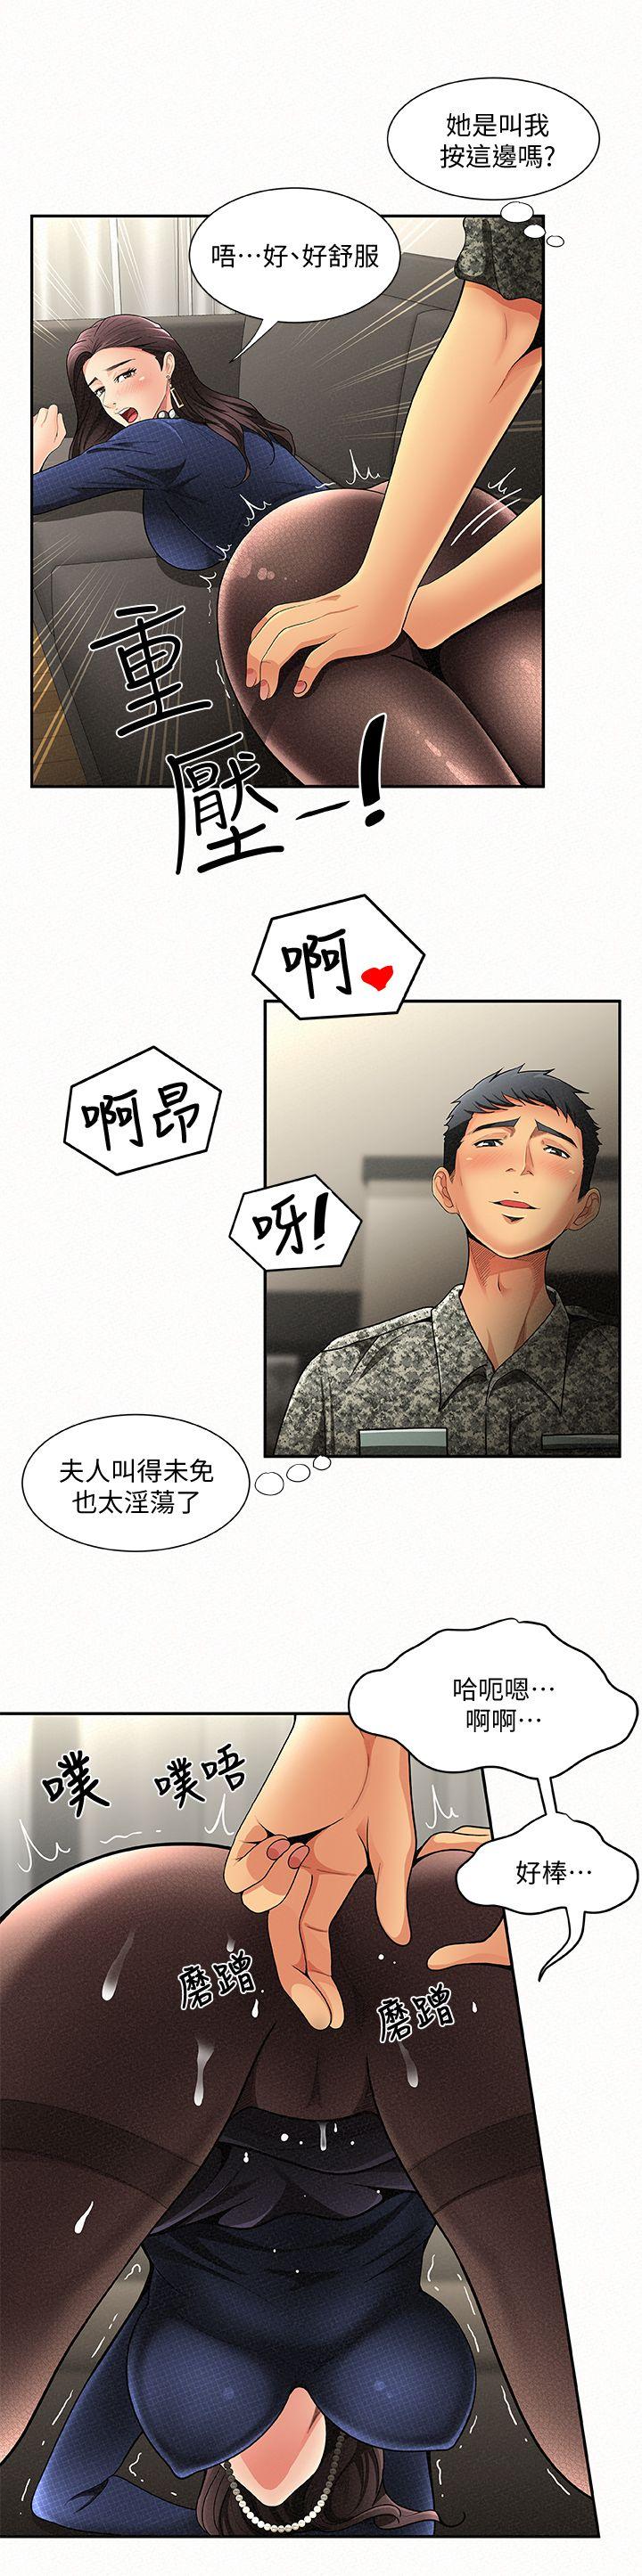 她是叫我
按這邊嗎?
唔…好、好舒服
重
壓一!
啊
啊昂
呀!
夫人叫得未免
也太淫蕩了
哈呃嗯…
啊啊…
噗 噗唔
好棒…
磨蹭
磨蹭